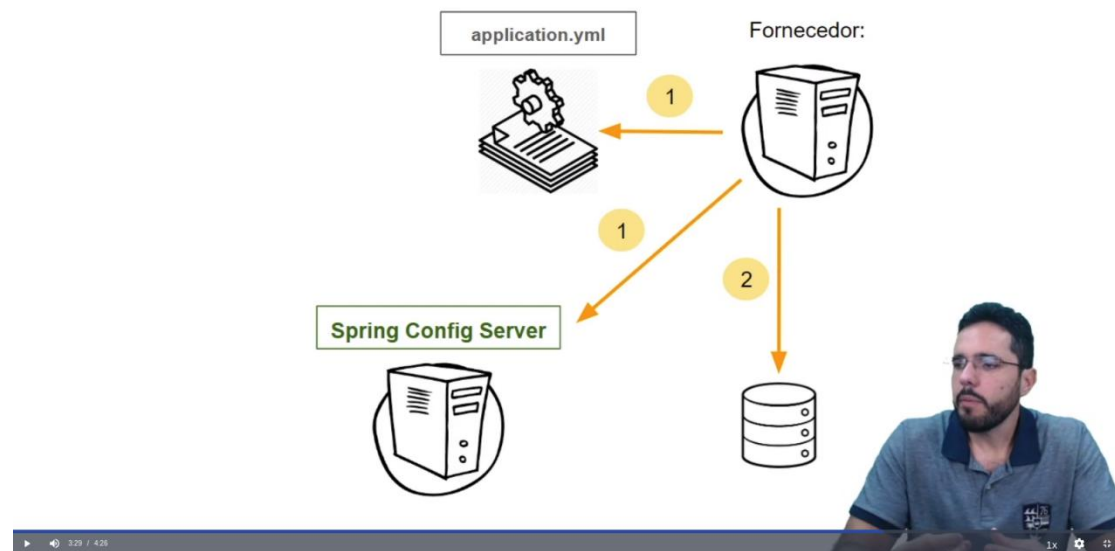 application.yml
Fornecedor:
1
1
2
Spring Config Server
3:29 / 4:26
1x